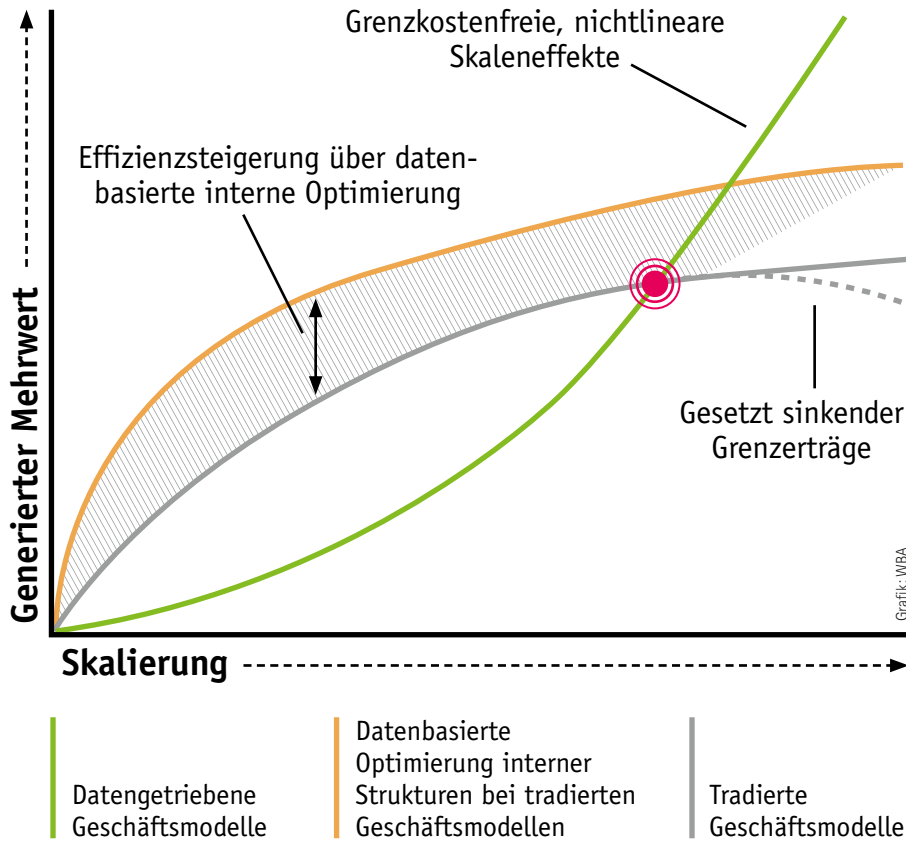 Grenzkostenfreie, nichtlineare
Skaleneffekte
Effizienzsteigerung über daten-
basierte interne Optimierung
Generierter Mehrwert
Gesetzt sinkender
Grenzerträge
Grafik: WBA
Skalierung
Datengetriebene
Geschäftsmodelle
Datenbasierte
Optimierung interner
Strukturen bei tradierten
Geschäftsmodellen
Tradierte
Geschäftsmodelle